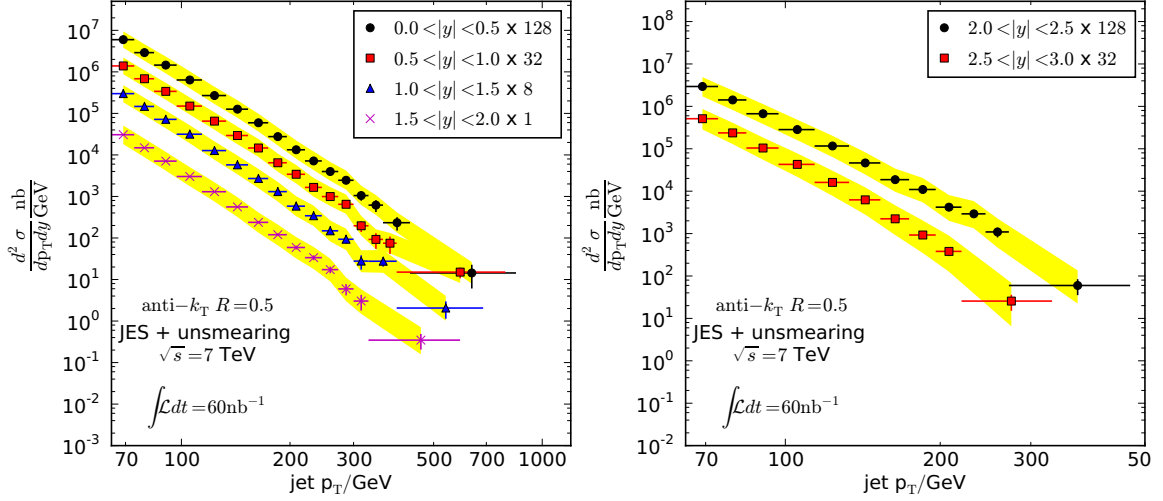 10^7
10^6
10^5
10^4
10^3
10^2
10^1
10^0
10^-1
10^-2
10^-3
d^2 σ nb
dp_T dy GeV
0.0 <|y| <0.5 x 128
0.5 <|y| <1.0 x 32
1.0 <|y| <1.5 x 8
1.5 <|y| <2.0 x 1
anti−k_T R=0.5
JES + unsmearing
√s =7 TeV
∫Ldt =60nb^−1
70 100 200 300 500 1000
jet p_T/GeV
10^8
10^7
10^6
10^5
10^4
10^3
10^2
10^1
10^0
10^-1
10^-2
d^2 σ nb
dp_T dy GeV
2.0 <|y| <2.5 x 128
2.5 <|y| <3.0 x 32
anti−k_T R=0.5
JES + unsmearing
√s =7 TeV
∫Ldt =60nb^−1
70 100 200 300 50
jet p_T/GeV